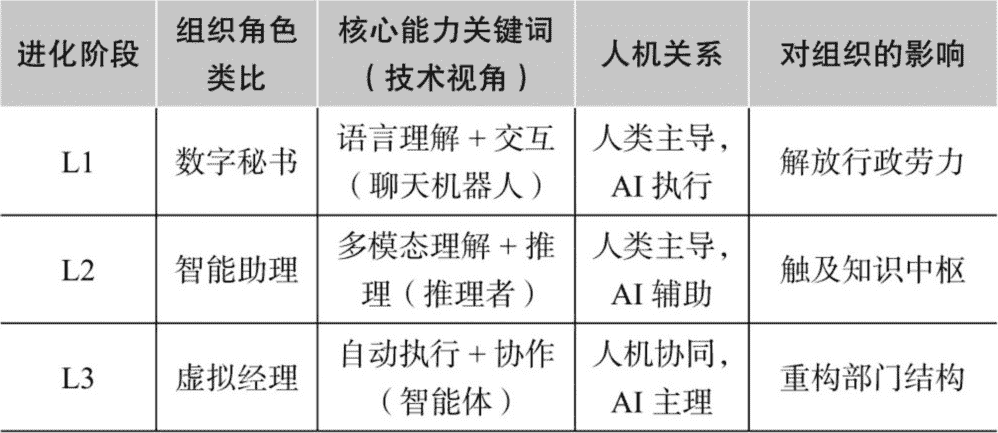 进化阶段
组织角色
类比
核心能力关键词
（技术视角）
人机关系
对组织的影响
L1
数字秘书
语言理解 + 交互
（聊天机器人）
人类主导，
AI 执行
解放行政劳力
L2
智能助理
多模态理解 + 推
理（推理者）
人类主导，
AI 辅助
触及知识中枢
L3
虚拟经理
自动执行 + 协作
（智能体）
人机协同，
AI 主理
重构部门结构